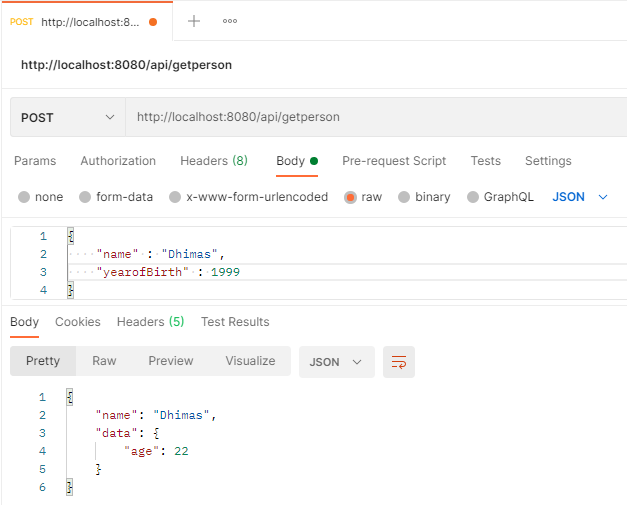 POST http://localhost:8...
http://localhost:8080/api/getperson
POST http://localhost:8080/api/getperson
Params Authorization Headers (8) Body Pre-request Script Tests Settings
none form-data x-www-form-urlencoded raw binary GraphQL JSON
1 {
2 "name" : "Dhimas",
3 "yearofBirth" : 1999
4 }
Body Cookies Headers (5) Test Results
Pretty Raw Preview Visualize JSON
1 {
2 "name": "Dhimas",
3 "data": {
4 "age": 22
5 }
6 }